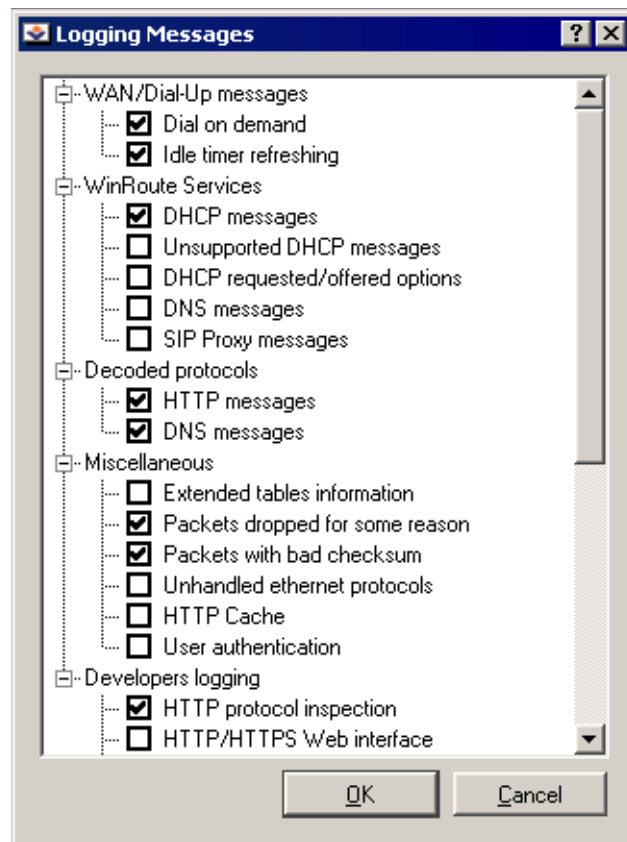 Logging Messages
WAN/Dial-Up messages
Dial on demand
Idle timer refreshing
WinRoute Services
DHCP messages
Unsupported DHCP messages
DHCP requested/offered options
DNS messages
SIP Proxy messages
Decoded protocols
HTTP messages
DNS messages
Miscellaneous
Extended tables information
Packets dropped for some reason
Packets with bad checksum
Unhandled ethernet protocols
HTTP Cache
User authentication
Developers logging
HTTP protocol inspection
HTTP/HTTPS Web interface
OK Cancel